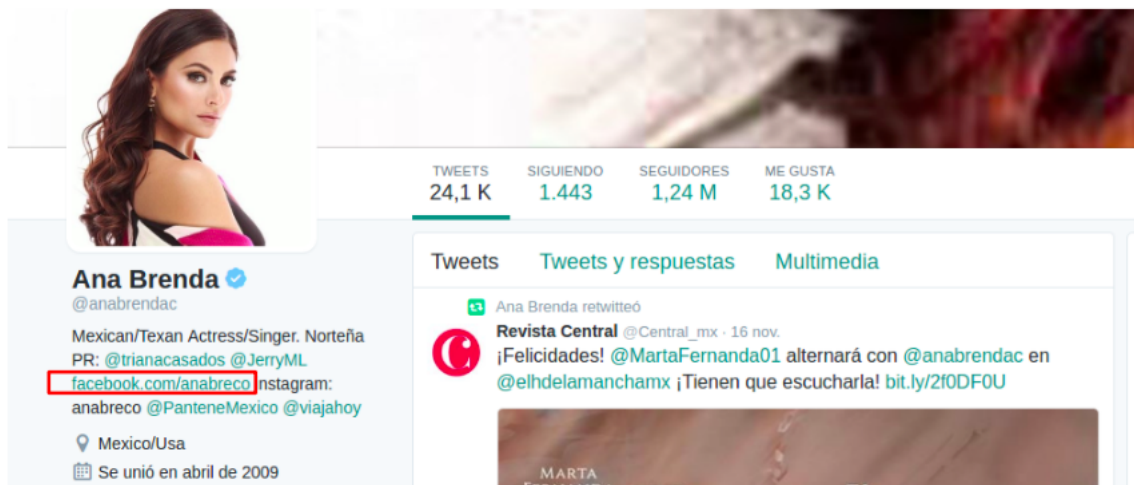 TWEETS SIGUIENDO SEGUIDORES ME GUSTA
24,1 K 1.443 1,24 M 18,3 K
Ana Brenda
@anabrendac
Mexican/Texan Actress/Singer. Norteña
PR: @trianacasados @JerryML
facebook.com/anabreco Instagram:
anabreco @PanteneMexico @viajahoy
Mexico/Usa
Se unió en abril de 2009
Tweets Tweets y respuestas Multimedia
Ana Brenda retwitteó
Revista Central @Central_mx · 16 nov.
¡Felicidades! @MartaFernanda01 alternará con @anabrendac en
@elhdelamanchamx ¡Tienen que escucharla! bit.ly/2f0DF0U
MARTA